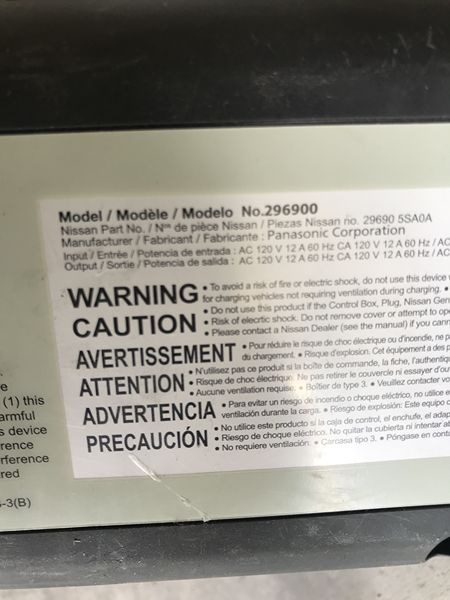 Model / Modèle / Modelo No.296900
Nissan Part No. / Nos de pièce Nissan / Piezas Nissan no. 29690 5SA0A
Manufacturer / Fabricant / Fabricante : Panasonic Corporation
Input / Entrée / Potencia de entrada : AC 120 V 12 A 60 Hz CA 120 V 12 A 60 Hz / AC
Output / Sortie / Potencia de salida : AC 120 V 12 A 60 Hz CA 120 V 12 A 60 Hz / AC
WARNING • To avoid a risk of fire or electric shock, do not use this device
for charging vehicles not requiring ventilation during charging. •
CAUTION • Do not use this product if the Control Box, Plug, Nissan Gen
• Risk of elecrtic shock. Do not remove cover or attempt to op
• Please contact a Nissan Dealer (see the manual) if you cann
AVERTISSEMENT • Pour réduire le risque de choc électrique ou d'incendie, ne
du chargement. • Risque d'explosion. Cet équipement a des p
ATTENTION • N'utilisez pas ce produit si la boîte de commande, la fiche, l'authentiqu
• Risque de choc électrique. Ne pas retirer le couvercle ni essayer d'ou
Aucune ventilation requise. • Boîtier de type 3. • Veuillez contacter v
ADVERTENCIA • Para evitar un riesgo de incendio o choque eléctrico, no utilice e
ventilación durante la carga. • Riesgo de explosión: Este equipo
PRECAUCIÓN • No utilice este producto si la caja de control, el enchufe, el adap
• Riesgo de choque eléctrico. No quitar la cubierta ni intentar ab
• No requiere ventilación. • Carcasa tipo 3. • Póngase en contac
e
(1) this
armful
s device
erence
rference
red
-3(B)